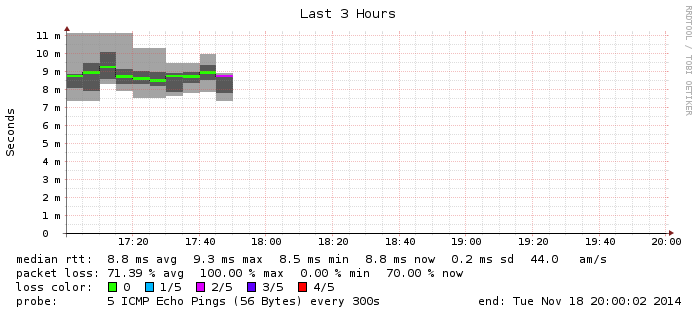 Last 3 Hours
RRDTOOL / TOBI OETIKER
Seconds
11 m
10 m
9 m
8 m
7 m
6 m
5 m
4 m
3 m
2 m
1 m
0
17:20 17:40 18:00 18:20 18:40 19:00 19:20 19:40 20:00
median rtt: 8.8 ms avg 9.3 ms max 8.5 ms min 8.8 ms now 0.2 ms sd 44.0 am/s
packet loss: 71.39 % avg 100.00 % max 0.00 % min 70.00 % now
loss color: 0 1/5 2/5 3/5 4/5
probe: 5 ICMP Echo Pings (56 Bytes) every 300s end: Tue Nov 18 20:00:02 2014